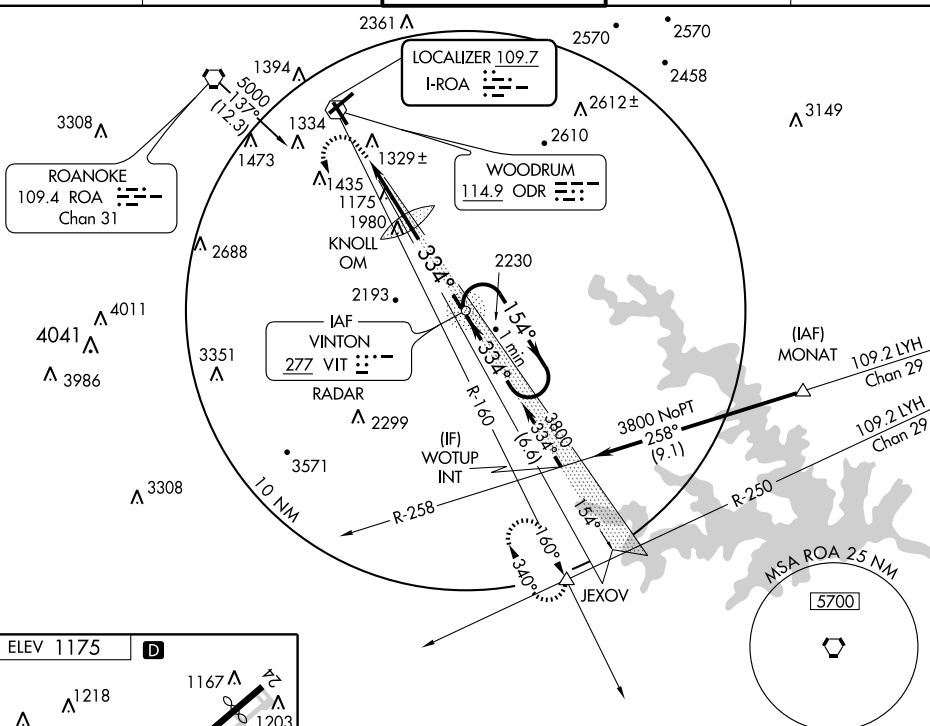 2361
2570
2570
LOCALIZER 109.7
I-ROA
1394
2458
5000
137°
(12.3)
2612±
3149
3308
1334
2610
1473
1329±
ROANOKE
109.4 ROA
Chan 31
WOODRUM
114.9 ODR
1435
1175
1980
KNOLL
OM
2688
334°
2230
2193
154°
1 min
334°
4011
4041
IAF
VINTON
277 VIT
RADAR
(IAF)
MONAT
109.2 LYH
Chan 29
3351
3986
R-160
109.2 LYH
Chan 29
2299
3800
334°
(6.6)
3800 NoPT
258°
(9.1)
(IF)
WOTUP
INT
3571
3308
10 NM
R-258
R-250
154°
160°
340°
JEXOV
MSA ROA 25 NM
5700
ELEV 1175
D
1218
1167
24
1203